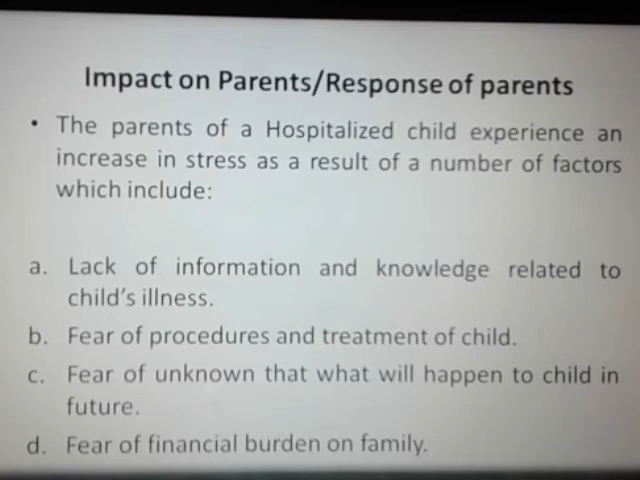 Impact on Parents/Response of parents
• The parents of a Hospitalized child experience an
increase in stress as a result of a number of factors
which include:
a. Lack of information and knowledge related to
child's illness.
b. Fear of procedures and treatment of child.
c. Fear of unknown that what will happen to child in
future.
d. Fear of financial burden on family.